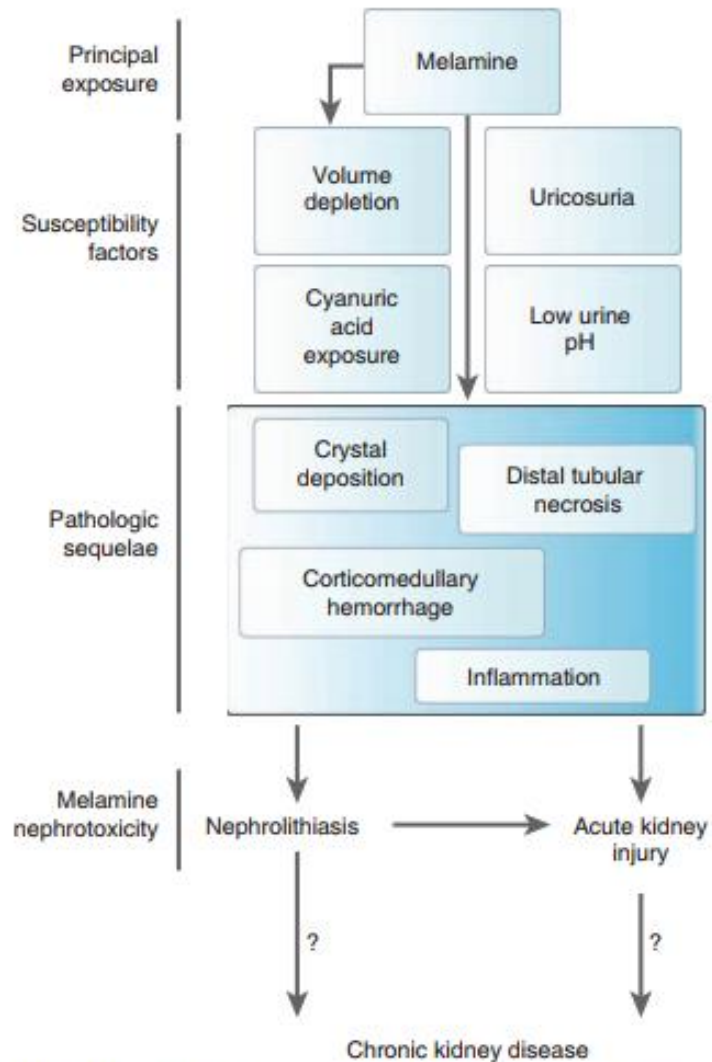 Principal
exposure
Melamine
Susceptibility
factors
Volume
depletion
Uricosuria
Cyanuric
acid
exposure
Low urine
pH
Pathologic
sequelae
Crystal
deposition
Distal tubular
necrosis
Corticomedullary
hemorrhage
Inflammation
Melamine
nephrotoxicity
Nephrolithiasis
Acute kidney
injury
?
?
Chronic kidney disease